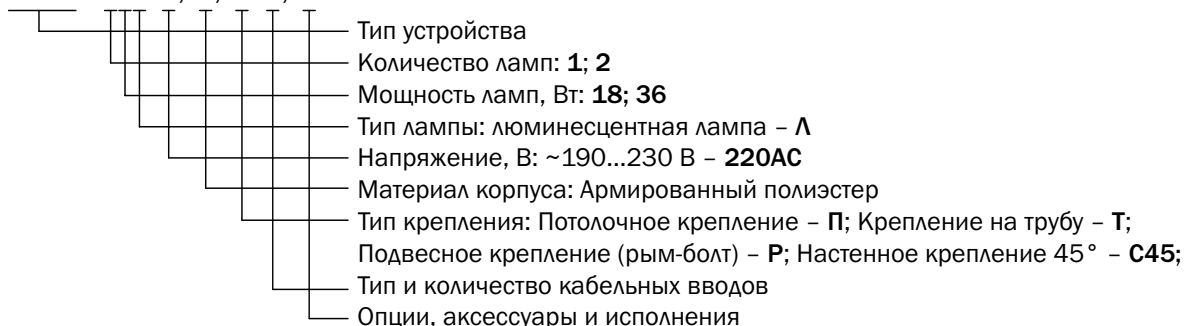 Тип устройства
Количество ламп: 1; 2
Мощность ламп, Вт: 18; 36
Тип лампы: люминесцентная лампа – Л
Напряжение, В: ~190...230 В – 220АС
Материал корпуса: Армированный полиэстер
Тип крепления: Потолочное крепление – П; Крепление на трубу – Т;
Подвесное крепление (рым-болт) – Р; Настенное крепление 45° – С45;
Тип и количество кабельных вводов
Опции, аксессуары и исполнения